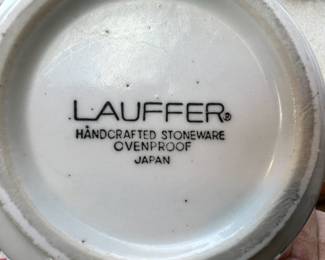 LAUFFER®
HANDCRAFTED STONEWARE
OVENPROOF
JAPAN